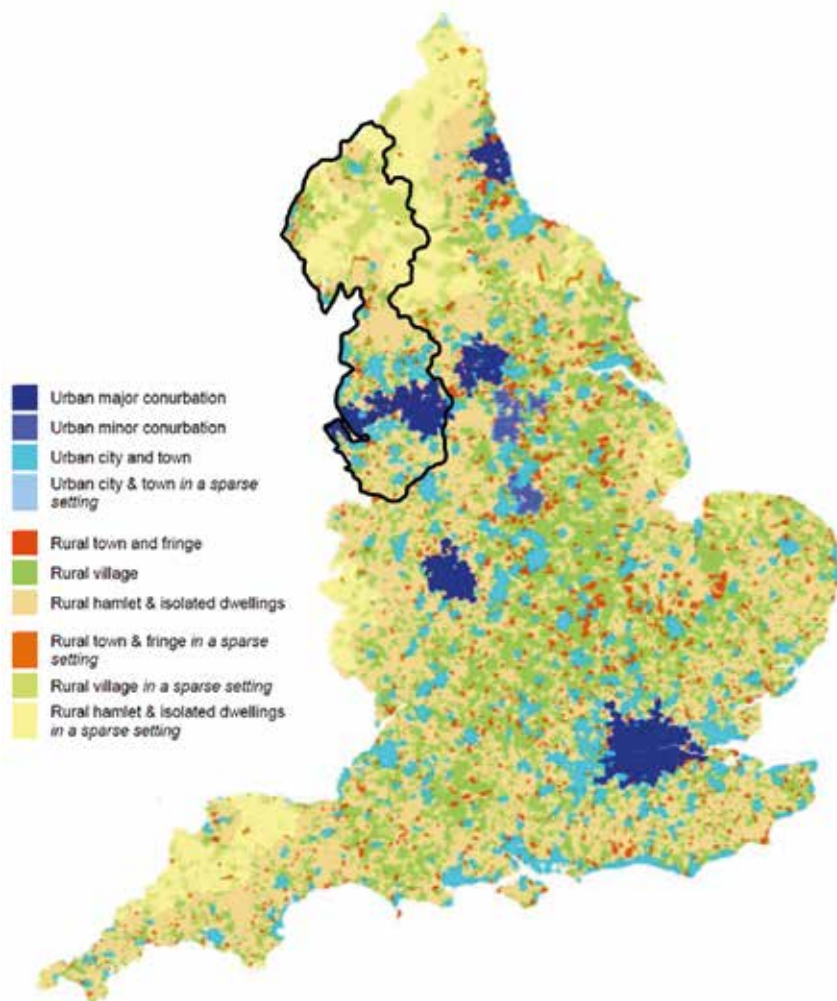 Urban major conurbation
Urban minor conurbation
Urban city and town
Urban city & town in a sparse
setting
Rural town and fringe
Rural village
Rural hamlet & isolated dwellings
Rural town & fringe in a sparse
setting
Rural village in a sparse setting
Rural hamlet & isolated dwellings
in a sparse setting